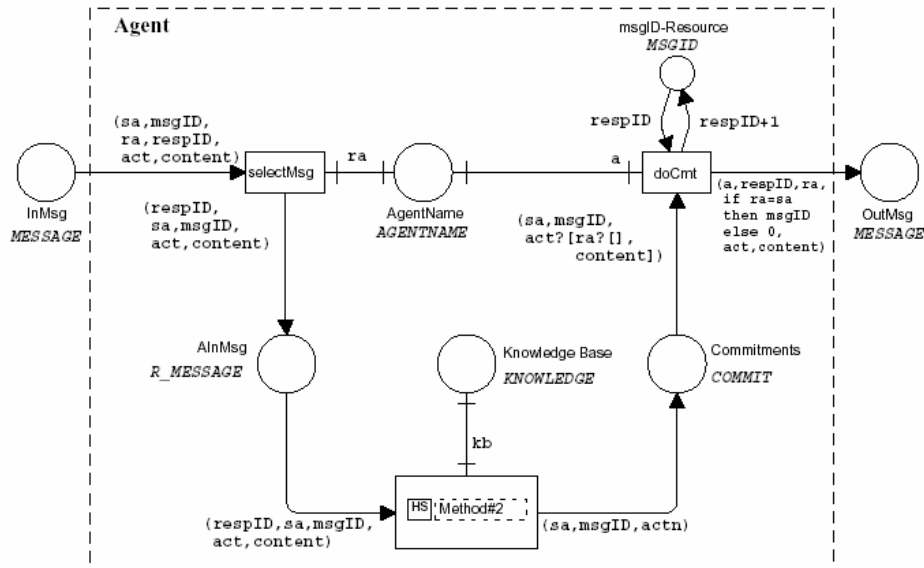 Agent
msgID-Resource
MSGID
respID
respID+1
(sa,msgID,
ra,respID,
act,content)
InMsg
MESSAGE
selectMsg
ra
AgentName
AGENTNAME
a
doCmt
(a,respID,ra,
if ra=sa
then msgID
else 0,
act,content)
OutMsg
MESSAGE
(respID,
sa,msgID,
act,content)
(sa,msgID,
act?[ra?[],
content])
AInMsg
R_MESSAGE
Knowledge Base
KNOWLEDGE
Commitments
COMMIT
kb
HS
Method#2
(respID,sa,msgID,
act,content)
(sa,msgID,actn)